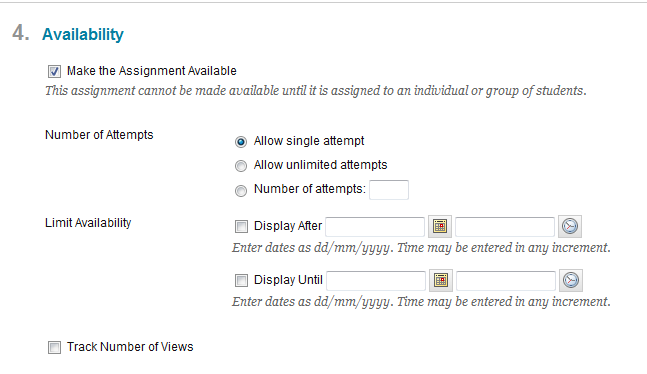 4. Availability
Make the Assignment Available
This assignment cannot be made available until it is assigned to an individual or group of students.
Number of Attempts
Allow single attempt
Allow unlimited attempts
Number of attempts:
Limit Availability
Display After
Enter dates as dd/mm/yyyy. Time may be entered in any increment.
Display Until
Enter dates as dd/mm/yyyy. Time may be entered in any increment.
Track Number of Views